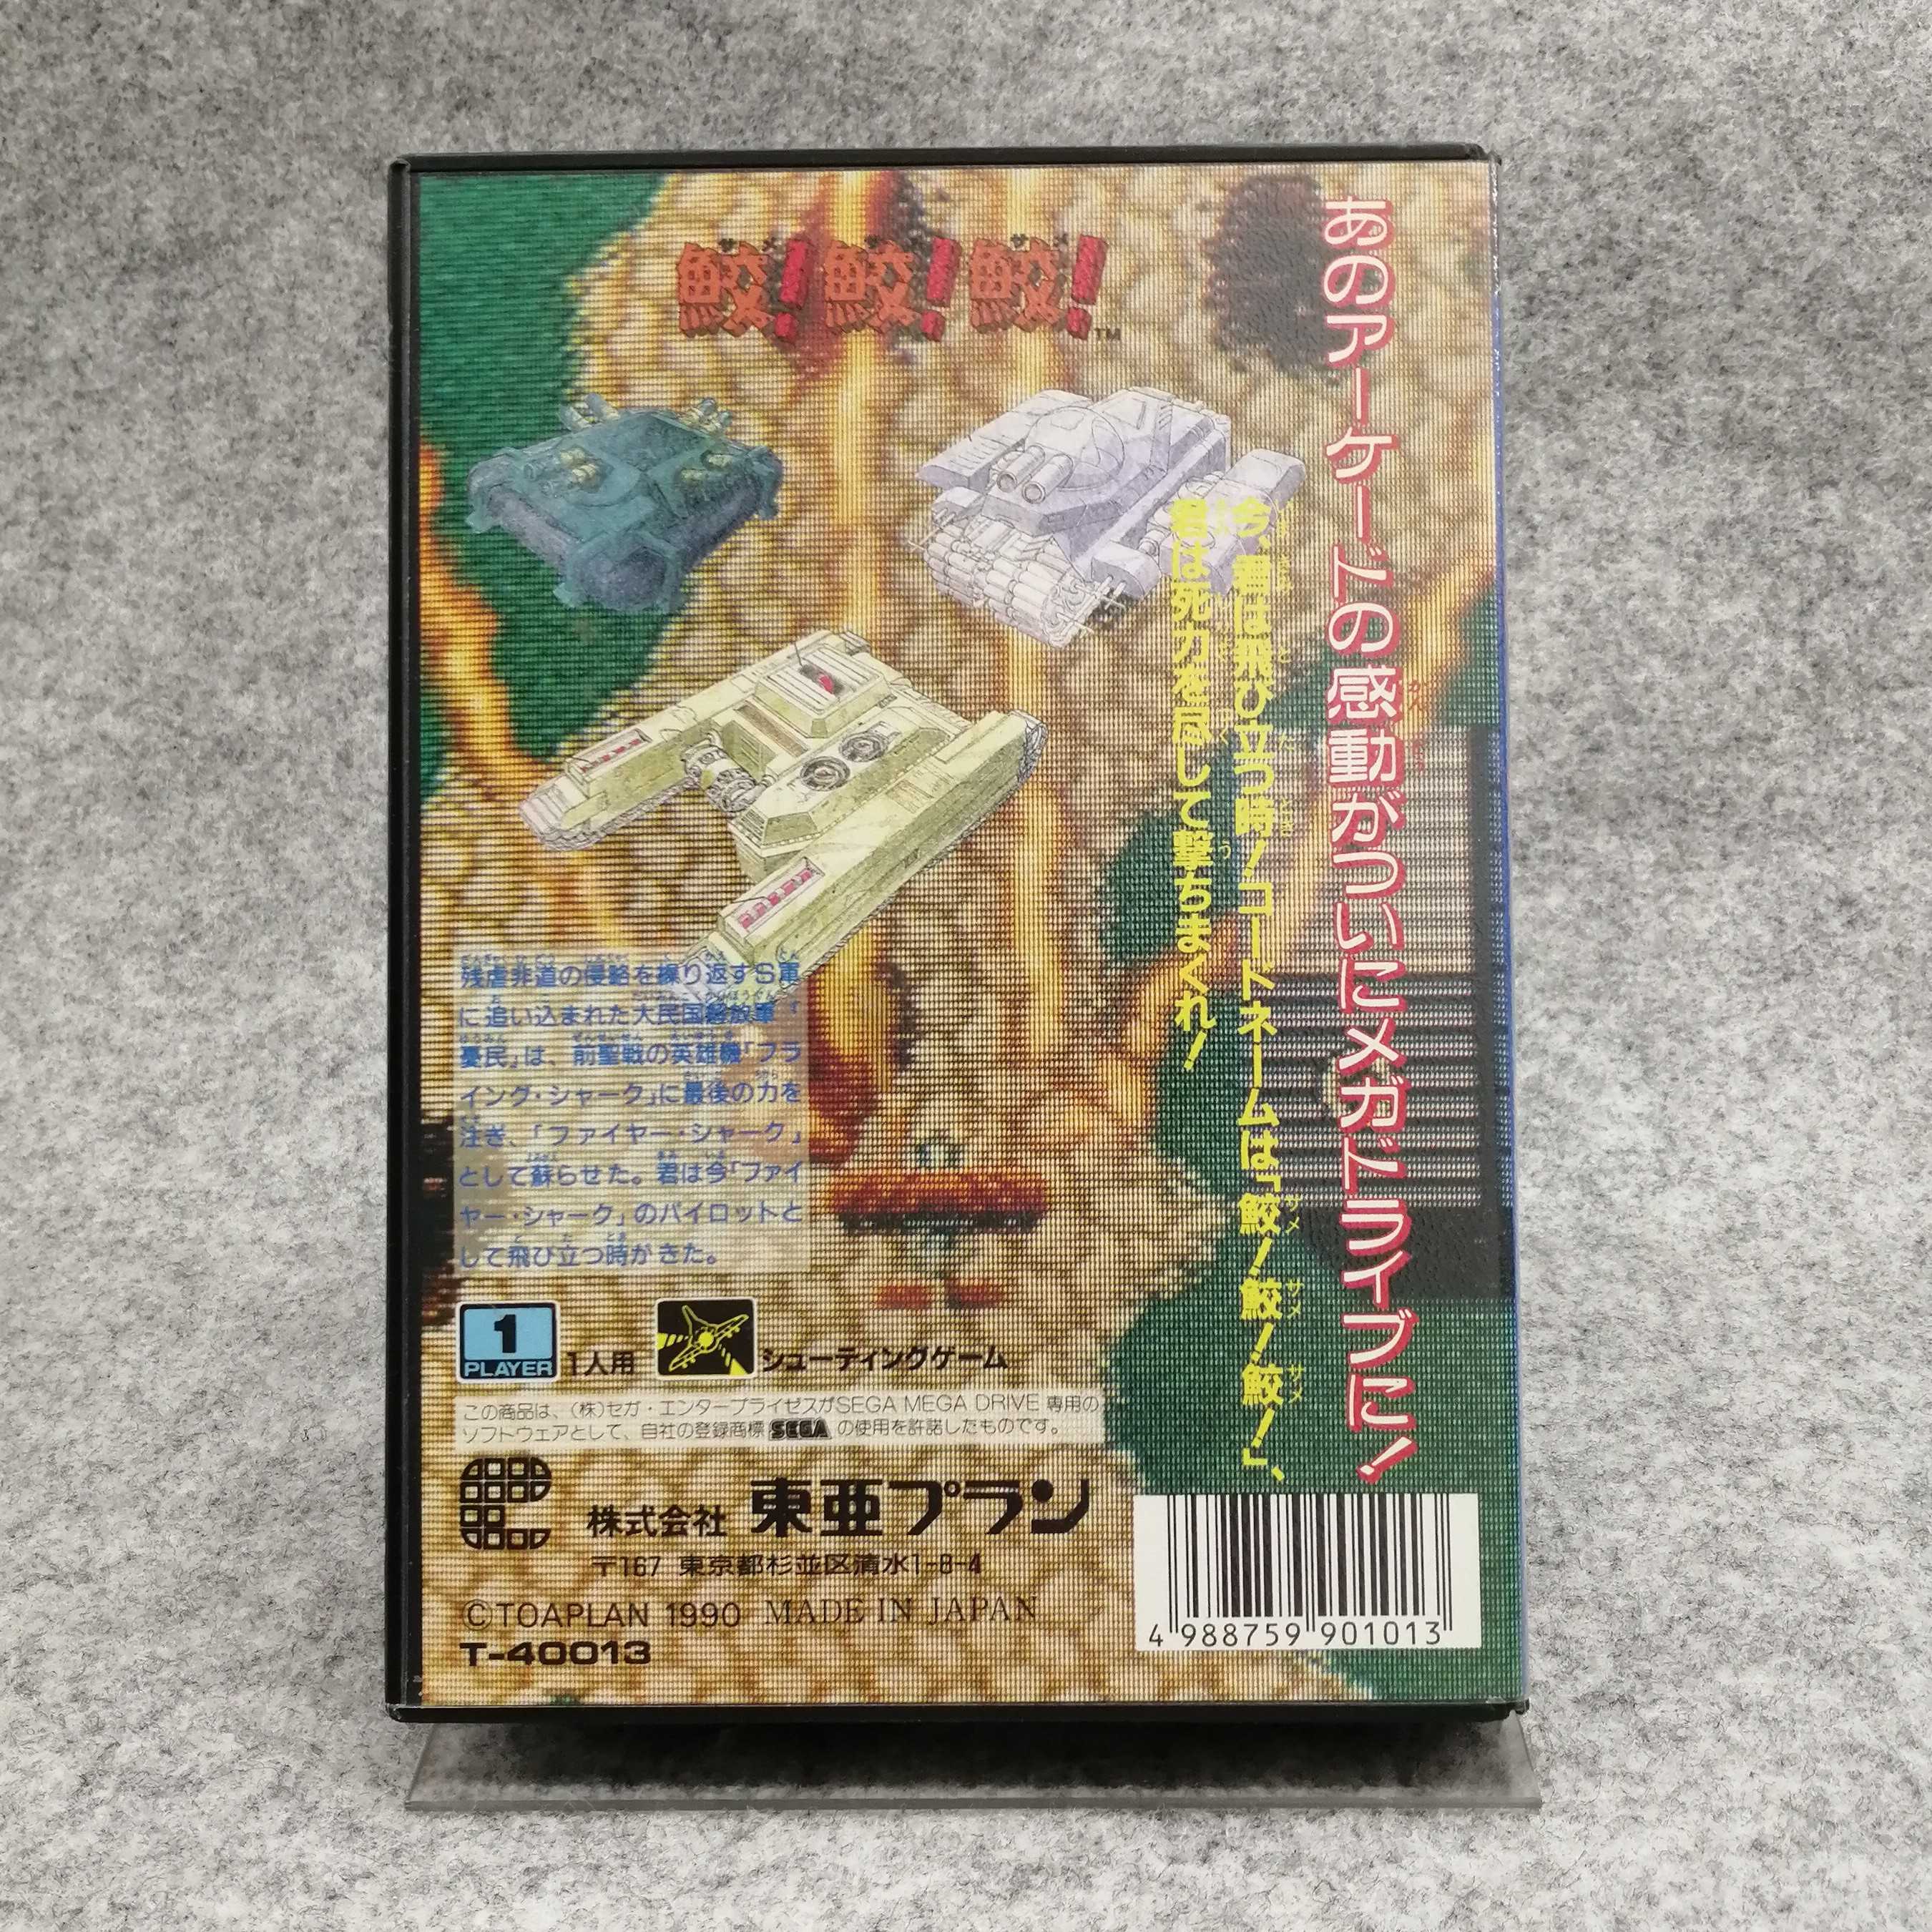 あのアーケードの感動がついにメガドライブに!
鮫!鮫!鮫!™
今、君は飛び立つ時!コードネームは「鮫!鮫!鮫!」、
君は死力を尽して撃ちまくれ!
残虐非道の侵略を繰り返すS軍
に追い込まれた大民国解放軍「
憂民」は、前聖戦の英雄機「フラ
イング・シャーク」に最後の力を
注ぎ、「ファイヤー・シャーク」
として蘇らせた。君は今「ファイ
ヤー・シャーク」のパイロットと
して飛び立つ時がきた。
1
PLAYER
1人用
シューティングゲーム
この商品は、(株)セガ・エンタープライゼスがSEGA MEGA DRIVE 専用の
ソフトウェアとして、自社の登録商標 SEGA の使用を許諾したものです。
株式会社 東亜プラン
〒167 東京都杉並区清水1-8-4
©TOAPLAN 1990 MADE IN JAPAN
T-40013
4 988759 901013